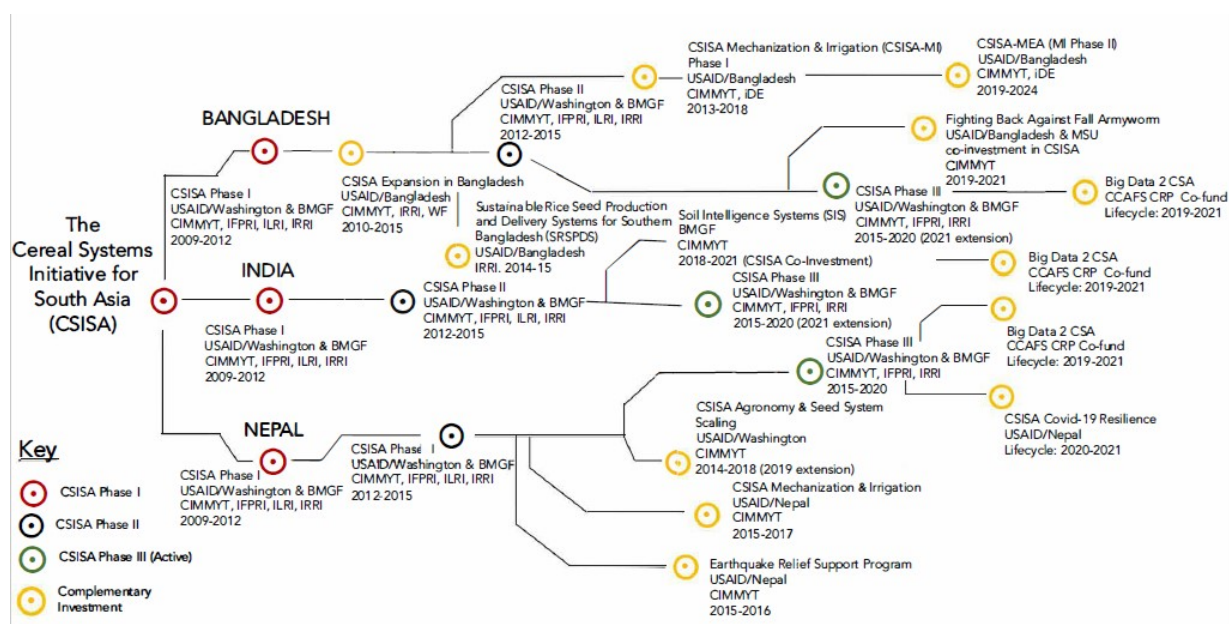 The
Cereal Systems
Initiative for
South Asia
(CSISA)
BANGLADESH
CSISA Phase I
USAID/Washington & BMGF
CIMMYT, IFPRI, ILRI, IRRI
2009-2012
CSISA Expansion in Bangladesh
USAID/Bangladesh
CIMMYT, IRRI, WF
2010-2015
Sustainable Rice Seed Production
and Delivery Systems for Southern
Bangladesh (SRSPDS)
USAID/Bangladesh
IRRI. 2014-15
CSISA Phase II
USAID/Washington & BMGF
CIMMYT, IFPRI, ILRI, IRRI
2012-2015
CSISA Mechanization & Irrigation (CSISA-MI)
Phase I
USAID/Bangladesh
CIMMYT, iDE
2013-2018
CSISA-MEA (MI Phase II)
USAID/Bangladesh
CIMMYT, iDE
2019-2024
Fighting Back Against Fall Armyworm
USAID/Bangladesh & MSU
co-investment in CSISA
CIMMYT
2019-2021
CSISA Phase III
USAID/Washington & BMGF
CIMMYT, IFPRI, IRRI
2015-2020 (2021 extension)
Big Data 2 CSA
CCAFS CRP Co-fund
Lifecycle: 2019-2021
INDIA
CSISA Phase I
USAID/Washington & BMGF
CIMMYT, IFPRI, ILRI, IRRI
2009-2012
CSISA Phase II
USAID/Washington & BMGF
CIMMYT, IFPRI, ILRI, IRRI
2012-2015
Soil Intelligence Systems (SIS)
BMGF
CIMMYT
2018-2021 (CSISA Co-Investment)
CSISA Phase III
USAID/Washington & BMGF
CIMMYT, IFPRI, IRRI
2015-2020 (2021 extension)
Big Data 2 CSA
CCAFS CRP Co-fund
Lifecycle: 2019-2021
NEPAL
CSISA Phase I
USAID/Washington & BMGF
CIMMYT, IFPRI, ILRI, IRRI
2009-2012
CSISA Phase I
USAID/Washington & BMGF
CIMMYT, IFPRI, ILRI, IRRI
2012-2015
CSISA Phase III
USAID/Washington & BMGF
CIMMYT, IFPRI, IRRI
2015-2020
Big Data 2 CSA
CCAFS CRP Co-fund
Lifecycle: 2019-2021
CSISA Covid-19 Resilience
USAID/Nepal
Lifecycle: 2020-2021
CSISA Agronomy & Seed System
Scaling
USAID/Washington
CIMMYT
2014-2018 (2019 extension)
CSISA Mechanization & Irrigation
USAID/Nepal
CIMMYT
2015-2017
Earthquake Relief Support Program
USAID/Nepal
CIMMYT
2015-2016
Key
CSISA Phase I
CSISA Phase II
CSISA Phase III (Active)
Complementary
Investment